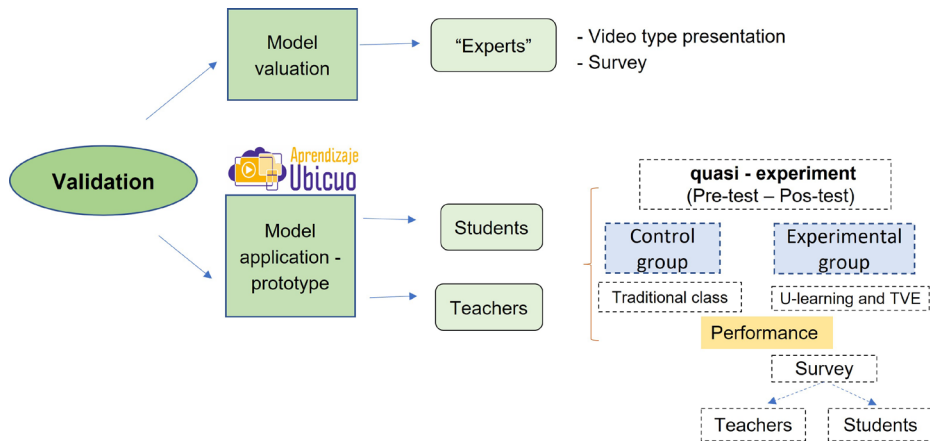 Model
valuation
“Experts”
- Video type presentation
- Survey
Validation
Aprendizaje
Ubicuo
Model
application -
prototype
Students
Teachers
quasi - experiment
(Pre-test – Pos-test)
Control
group
Experimental
group
Traditional class
U-learning and TVE
Performance
Survey
Teachers
Students